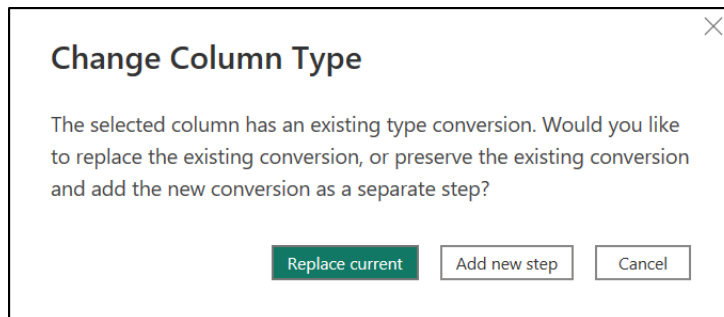 Change Column Type
The selected column has an existing type conversion. Would you like
to replace the existing conversion, or preserve the existing conversion
and add the new conversion as a separate step?
Replace current Add new step Cancel